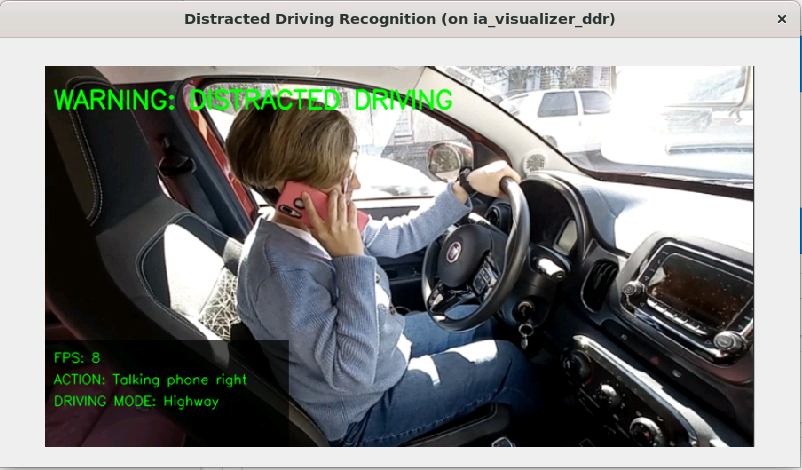 Distracted Driving Recognition (on ia_visualizer_ddr)
WARNING: DISTRACTED DRIVING
FPS: 8
ACTION: Talking phone right
DRIVING MODE: Highway